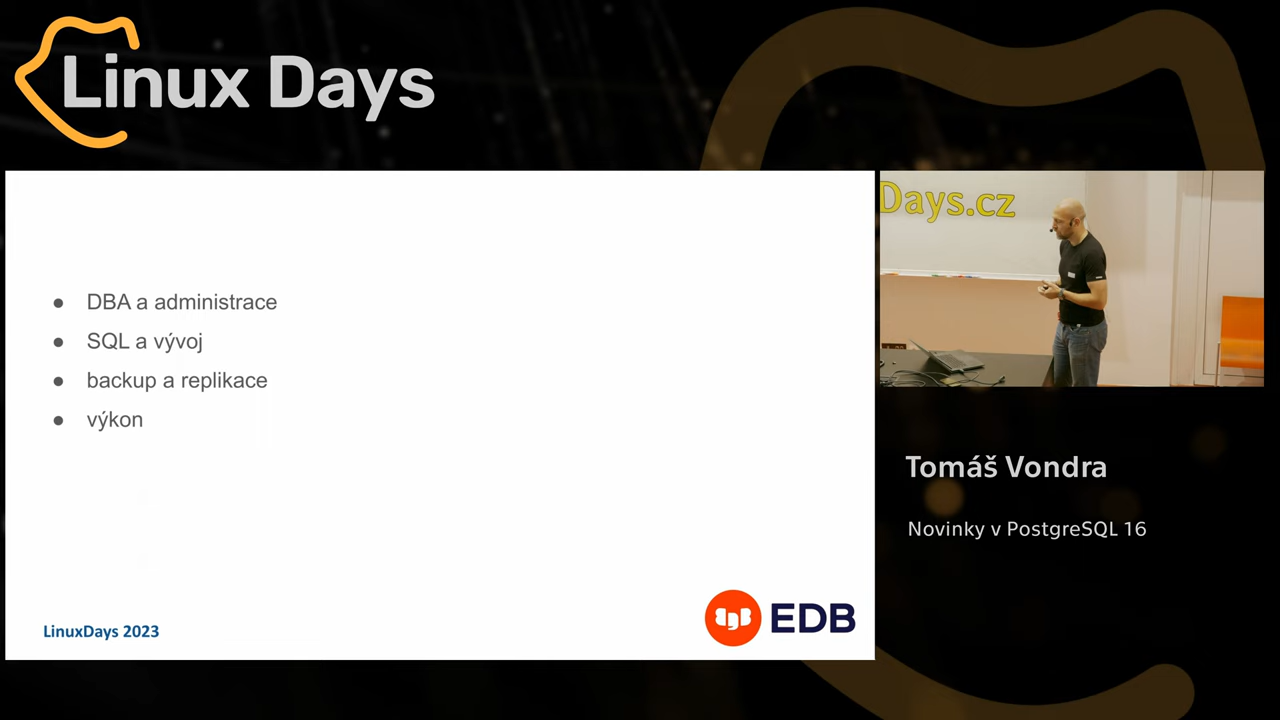 Linux Days
DBA a administrace
SQL a vývoj
backup a replikace
výkon
LinuxDays 2023
EDB
Days.cz
Tomáš Vondra
Novinky v PostgreSQL 16